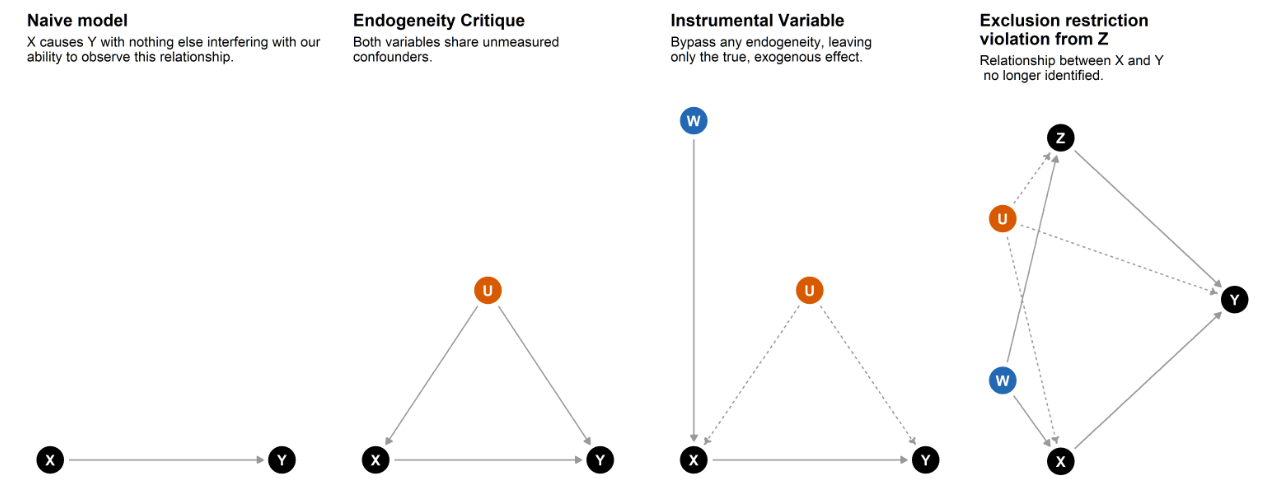 Naive model
X causes Y with nothing else interfering with our
ability to observe this relationship.
X
Y
Endogeneity Critique
Both variables share unmeasured
confounders.
U
X
Y
Instrumental Variable
Bypass any endogeneity, leaving
only the true, exogenous effect.
W
U
X
Y
Exclusion restriction
violation from Z
Relationship between X and Y
no longer identified.
Z
U
Y
W
X